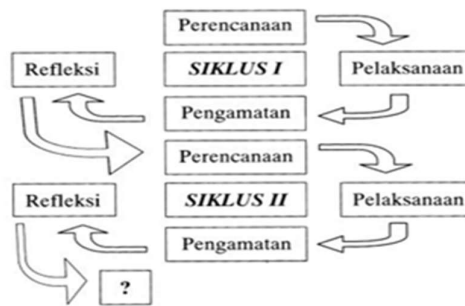 Perencanaan
Refleksi
SIKLUS I
Pelaksanaan
Pengamatan
Perencanaan
Refleksi
SIKLUS II
Pelaksanaan
Pengamatan
?